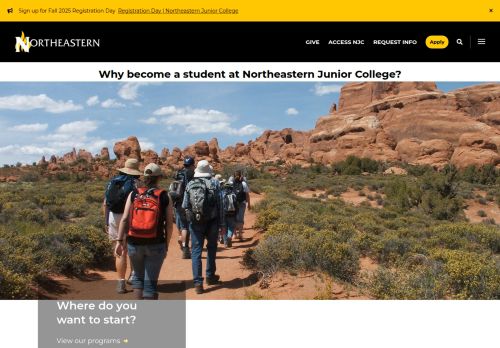 Sign up for Fall 2025 Registration Day Registration Day | Northeastern Junior College
NORTHEASTERN
GIVE ACCESS NJC REQUEST INFO Apply
Why become a student at Northeastern Junior College?
Where do you
want to start?
View our programs